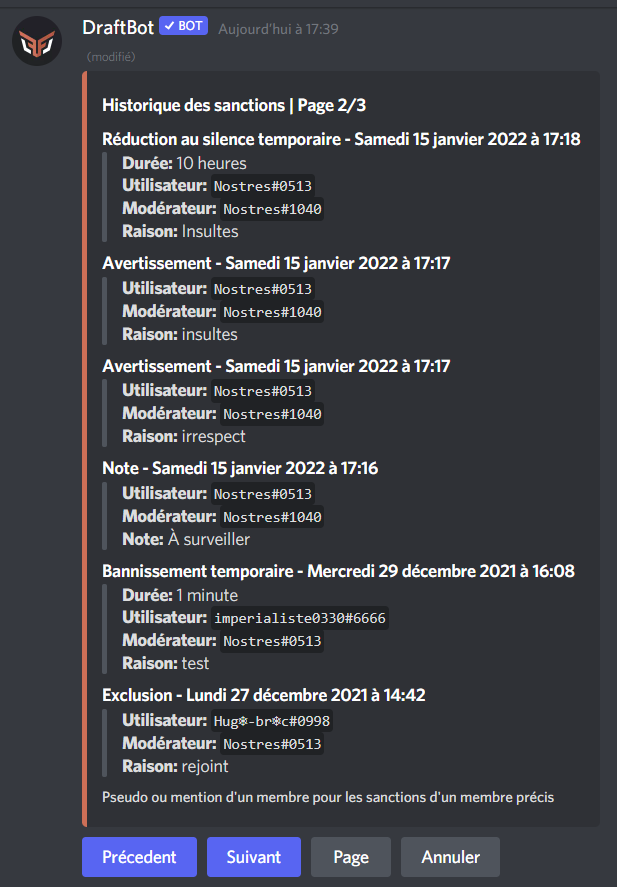 DraftBot ✓ BOT Aujourd'hui à 17:39
(modifié)
Historique des sanctions | Page 2/3
Réduction au silence temporaire - Samedi 15 janvier 2022 à 17:18
Durée: 10 heures
Utilisateur: Nostres#0513
Modérateur: Nostres#1040
Raison: Insultes
Avertissement - Samedi 15 janvier 2022 à 17:17
Utilisateur: Nostres#0513
Modérateur: Nostres#1040
Raison: insultes
Avertissement - Samedi 15 janvier 2022 à 17:17
Utilisateur: Nostres#0513
Modérateur: Nostres#1040
Raison: irrespect
Note - Samedi 15 janvier 2022 à 17:16
Utilisateur: Nostres#0513
Modérateur: Nostres#1040
Note: À surveiller
Bannissement temporaire - Mercredi 29 décembre 2021 à 16:08
Durée: 1 minute
Utilisateur: imperialiste0330#6666
Modérateur: Nostres#0513
Raison: test
Exclusion - Lundi 27 décembre 2021 à 14:42
Utilisateur: Hug❄-br❄c#0998
Modérateur: Nostres#0513
Raison: rejoint
Pseudo ou mention d'un membre pour les sanctions d'un membre précis
Précedent Suivant Page Annuler